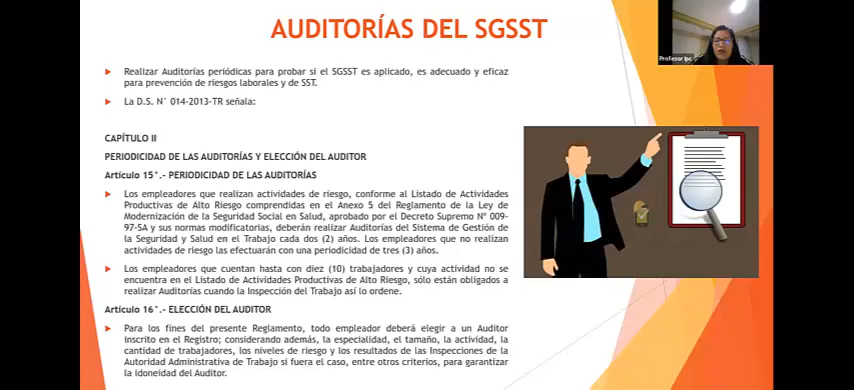 AUDITORÍAS DEL SGSST
Realizar Auditorías periódicas para probar si el SGSST es aplicado, es adecuado y eficaz
para prevención de riesgos laborales y de SST.
La D.S. N° 014-2013-TR señala:
CAPÍTULO II
PERIODICIDAD DE LAS AUDITORÍAS Y ELECCIÓN DEL AUDITOR
Artículo 15°.- PERIODICIDAD DE LAS AUDITORÍAS
Los empleadores que realizan actividades de riesgo, conforme al Listado de Actividades
Productivas de Alto Riesgo comprendidas en el Anexo 5 del Reglamento de la Ley de
Modernización de la Seguridad Social en Salud, aprobado por el Decreto Supremo Nº 009-
97-SA y sus normas modificatorias, deberán realizar Auditorías del Sistema de Gestión de
la Seguridad y Salud en el Trabajo cada dos (2) años. Los empleadores que no realizan
actividades de riesgo las efectuarán con una periodicidad de tres (3) años.
Los empleadores que cuentan hasta con diez (10) trabajadores y cuya actividad no se
encuentra en el Listado de Actividades Productivas de Alto Riesgo, sólo están obligados a
realizar Auditorías cuando la Inspección del Trabajo así lo ordene.
Artículo 16°.- ELECCIÓN DEL AUDITOR
Para los fines del presente Reglamento, todo empleador deberá elegir a un Auditor
inscrito en el Registro; considerando además, la especialidad, el tamaño, la actividad, la
cantidad de trabajadores, los niveles de riesgo y los resultados de las Inspecciones de la
Autoridad Administrativa de Trabajo si fuera el caso, entre otros criterios, para garantizar
la idoneidad del Auditor.
Profesor Ipc